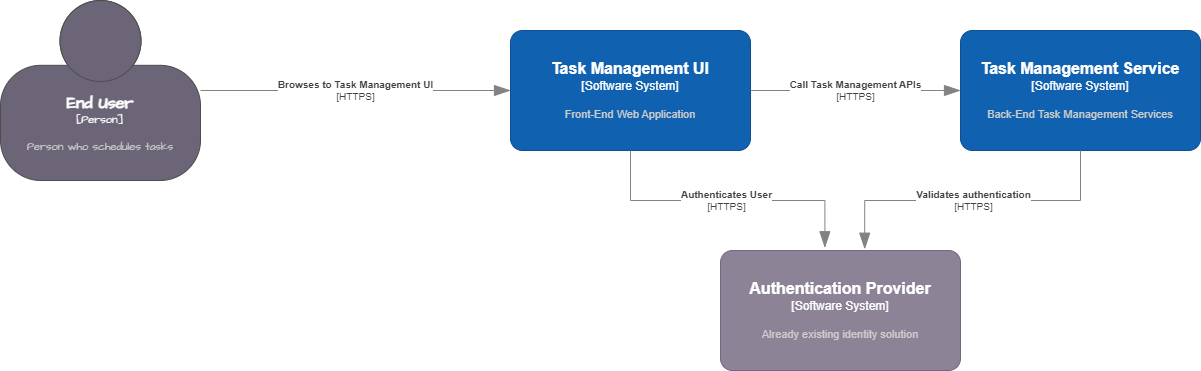 End User
[Person]
Person who schedules tasks
Browses to Task Management UI
[HTTPS]
Task Management UI
[Software System]
Front-End Web Application
Call Task Management APIs
[HTTPS]
Task Management Service
[Software System]
Back-End Task Management Services
Authenticates User
[HTTPS]
Validates authentication
[HTTPS]
Authentication Provider
[Software System]
Already existing identity solution